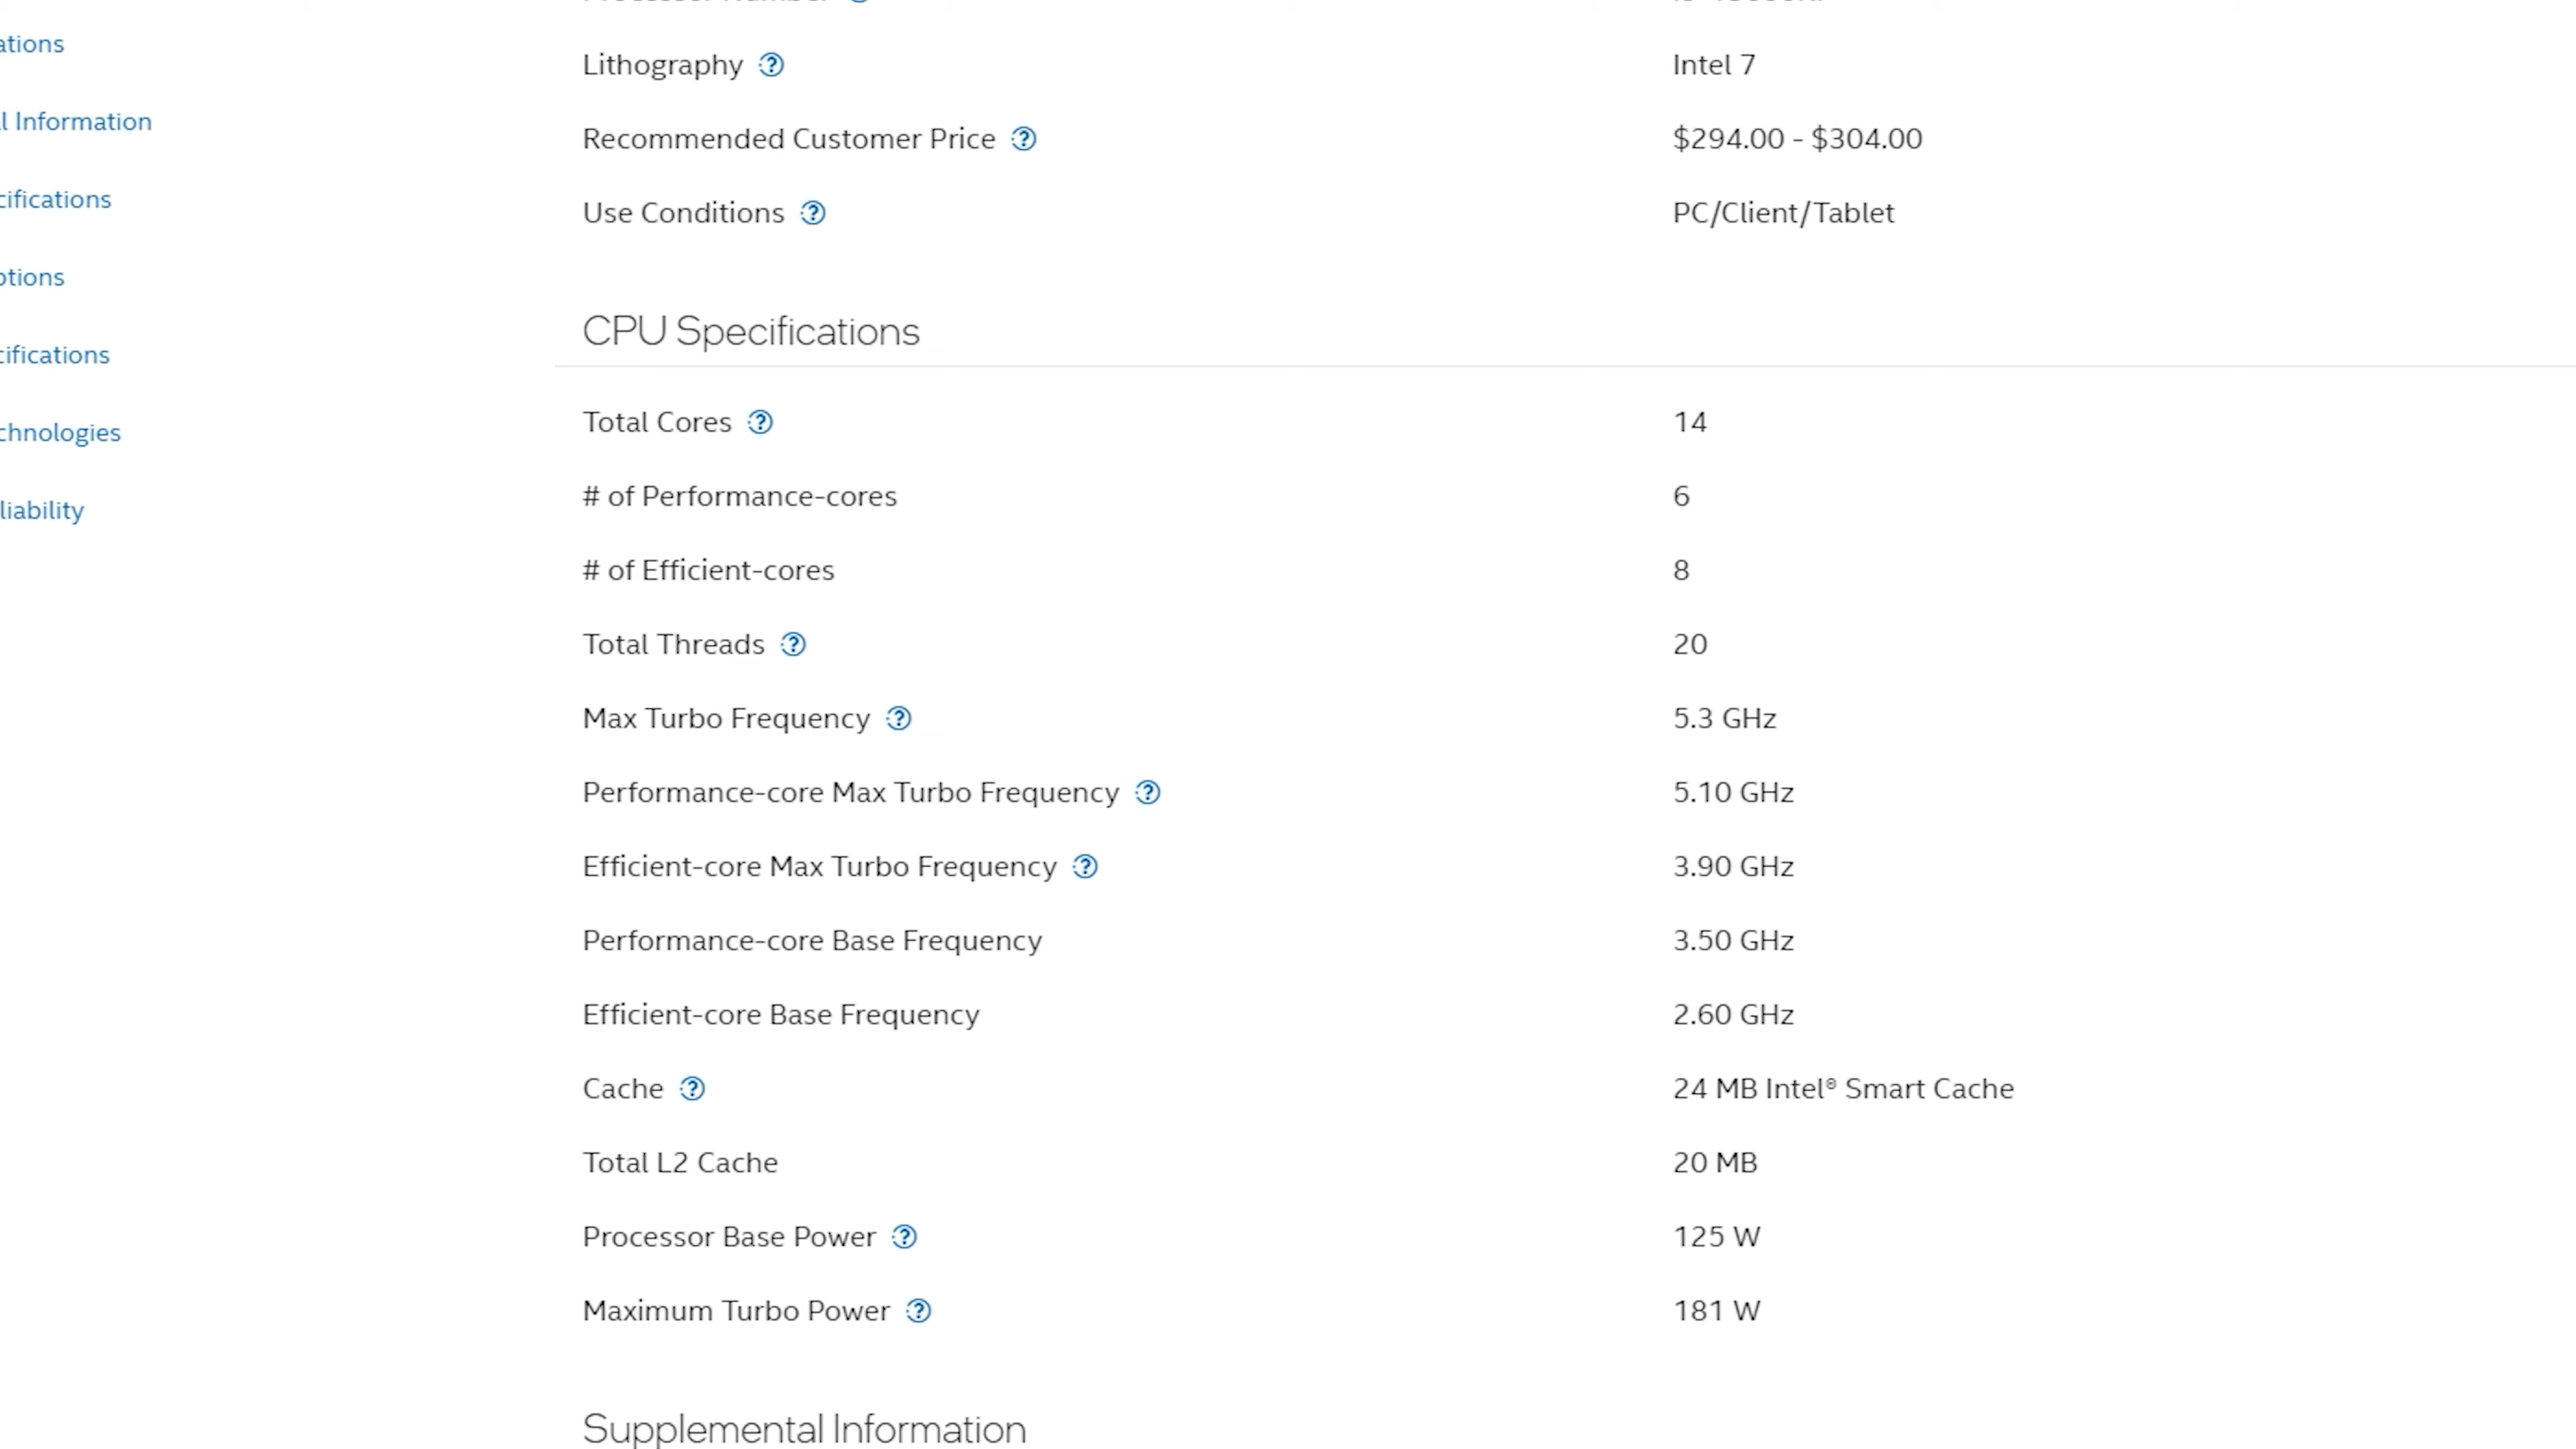 ations
l Information
cifications
ptions
cifications
chnologies
liability
Processor Number
Lithography Intel 7
Recommended Customer Price $294.00 - $304.00
Use Conditions PC/Client/Tablet
CPU Specifications
Total Cores 14
# of Performance-cores 6
# of Efficient-cores 8
Total Threads 20
Max Turbo Frequency 5.3 GHz
Performance-core Max Turbo Frequency 5.10 GHz
Efficient-core Max Turbo Frequency 3.90 GHz
Performance-core Base Frequency 3.50 GHz
Efficient-core Base Frequency 2.60 GHz
Cache 24 MB Intel® Smart Cache
Total L2 Cache 20 MB
Processor Base Power 125 W
Maximum Turbo Power 181 W
Supplemental Information